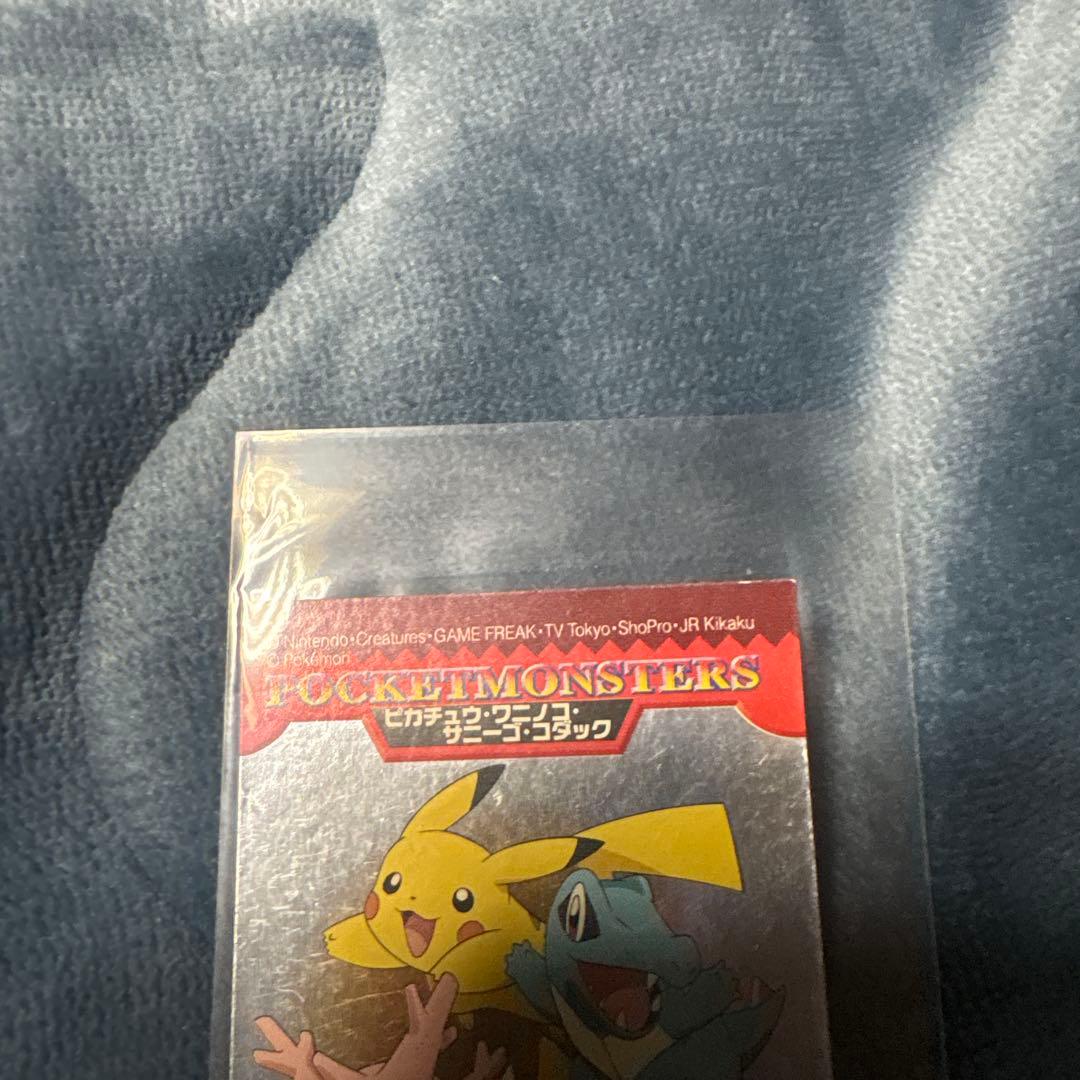 Nintendo・Creatures・GAME FREAK・TV Tokyo・ShoPro・JR Kikaku
© Pokémon
POCKETMONSTERS
ピカチュウ・ワニノコ・
サニーゴ・コダック